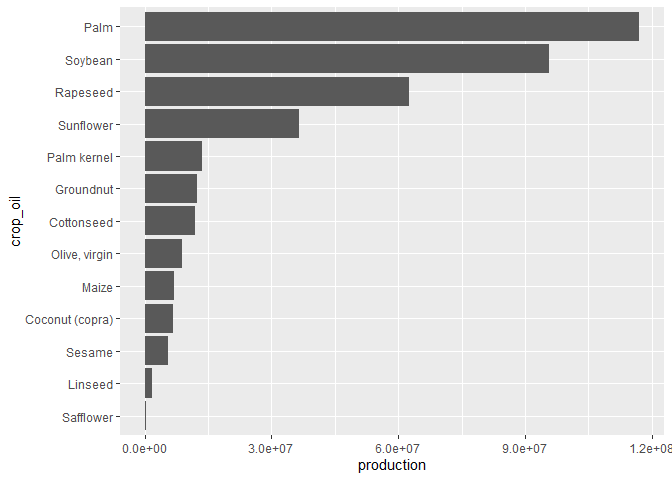 Palm
Soybean
Rapeseed
Sunflower
Palm kernel
Groundnut
Cottonseed
Olive, virgin
Maize
Coconut (copra)
Sesame
Linseed
Safflower
crop_oil
0.0e+00 3.0e+07 6.0e+07 9.0e+07 1.2e+08
production